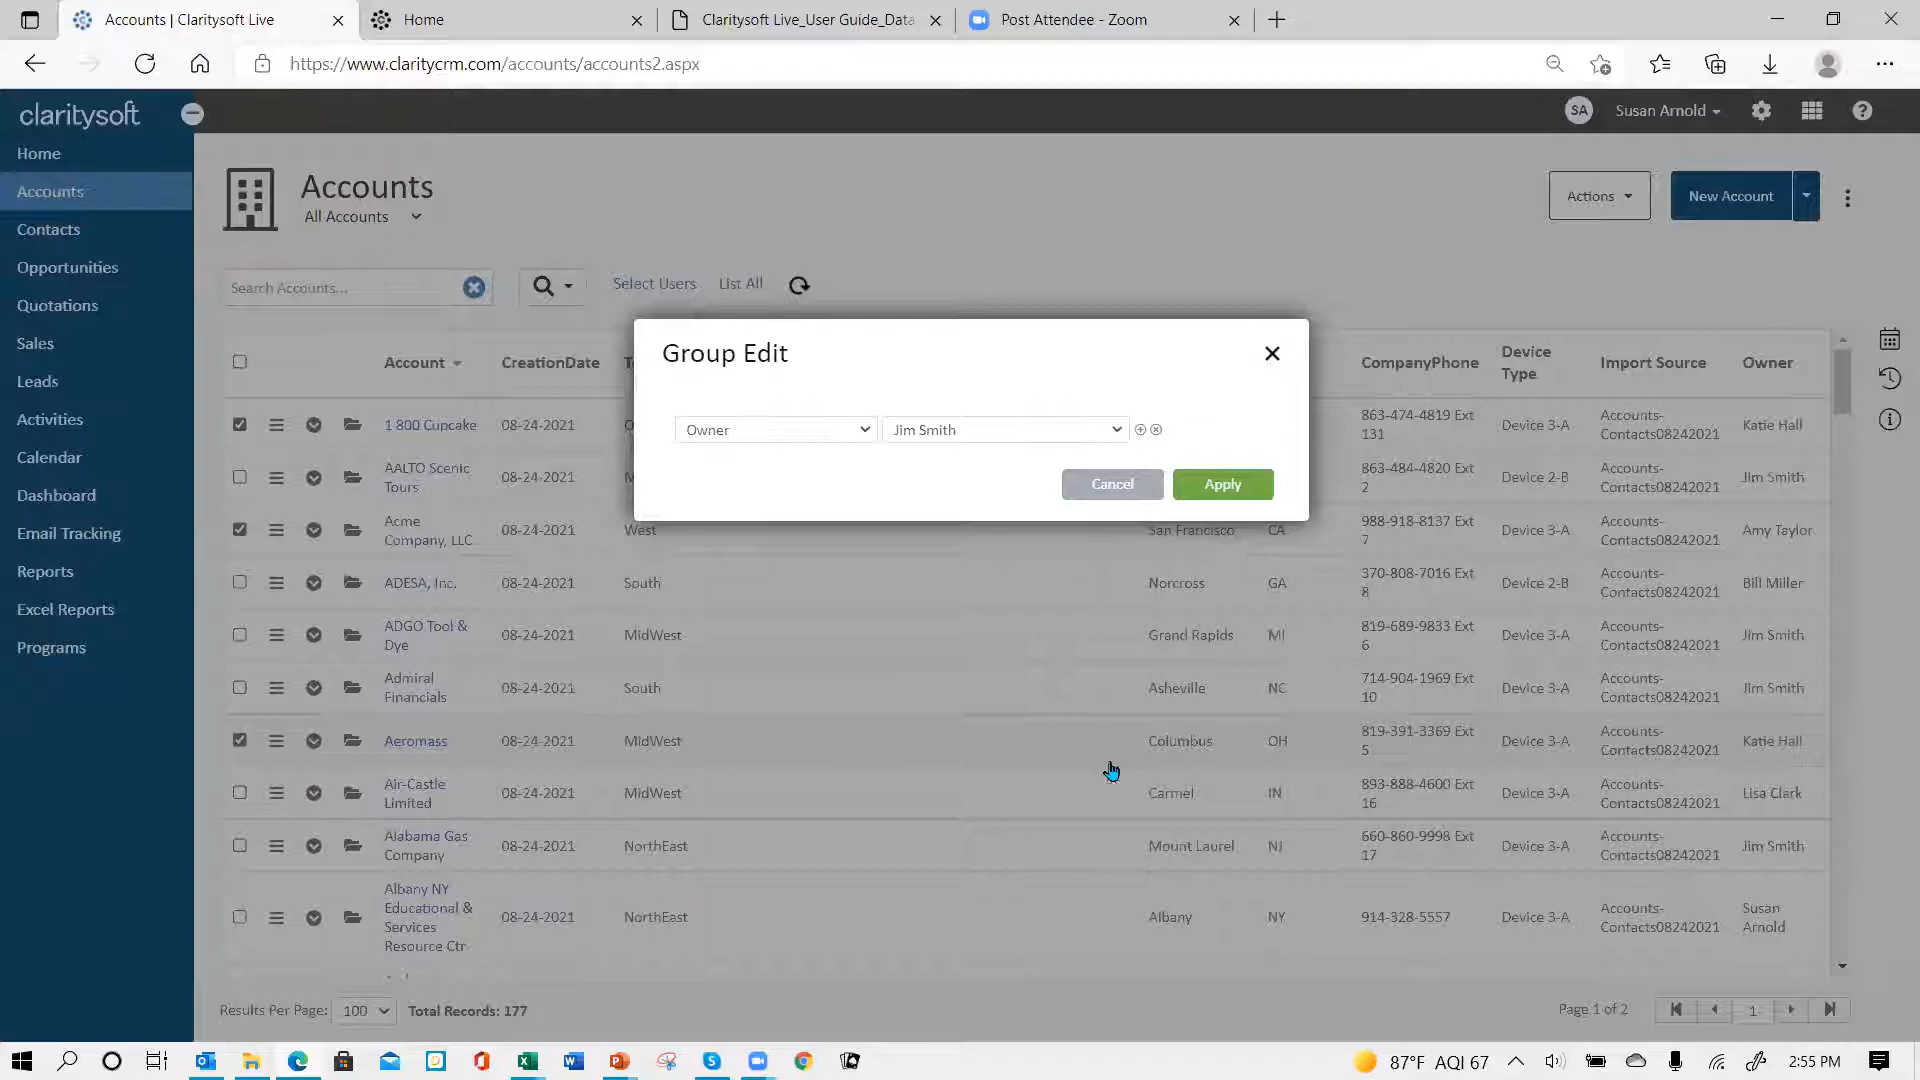 Accounts | Claritysoft Live
Home
Claritysoft Live_User Guide_Data
Post Attendee - Zoom
https://www.claritycrm.com/accounts/accounts2.aspx
claritysoft
SA
Susan Arnold
Home
Accounts
Contacts
Opportunities
Quotations
Sales
Leads
Activities
Calendar
Dashboard
Email Tracking
Reports
Excel Reports
Programs
Accounts
All Accounts
Actions
New Account
Search Accounts...
Select Users
List All
Group Edit
Owner
Jim Smith
Cancel
Apply
Account CreationDate CompanyPhone Device Type Import Source Owner
1 800 Cupcake 08-24-2021 863-474-4819 Ext 131 Device 3-A Accounts-Contacts08242021 Katie Hall
AALTO Scenic Tours 08-24-2021 863-484-4820 Ext 2 Device 2-B Accounts-Contacts08242021 Jim Smith
Acme Company, LLC 08-24-2021 West San Francisco CA 988-918-8137 Ext 7 Device 3-A Accounts-Contacts08242021 Amy Taylor
ADESA, Inc. 08-24-2021 South Norcross GA 370-808-7016 Ext 8 Device 2-B Accounts-Contacts08242021 Bill Miller
ADGO Tool & Dye 08-24-2021 MidWest Grand Rapids MI 819-689-9833 Ext 6 Device 3-A Accounts-Contacts08242021 Jim Smith
Admiral Financials 08-24-2021 South Asheville NC 714-904-1969 Ext 10 Device 3-A Accounts-Contacts08242021 Jim Smith
Aeromass 08-24-2021 MidWest Columbus OH 819-391-3369 Ext 5 Device 3-A Accounts-Contacts08242021 Katie Hall
Air-Castle Limited 08-24-2021 MidWest Carmel IN 893-888-4600 Ext 16 Device 3-A Accounts-Contacts08242021 Lisa Clark
Alabama Gas Company 08-24-2021 NorthEast Mount Laurel NJ 660-860-9998 Ext 17 Device 3-A Accounts-Contacts08242021 Jim Smith
Albany NY Educational & Services Resource Ctr 08-24-2021 NorthEast Albany NY 914-328-5557 Device 3-A Accounts-Contacts08242021 Susan Arnold
Results Per Page: 100 Total Records: 177
Page 1 of 2
1
87°F AQI 67
2:55 PM